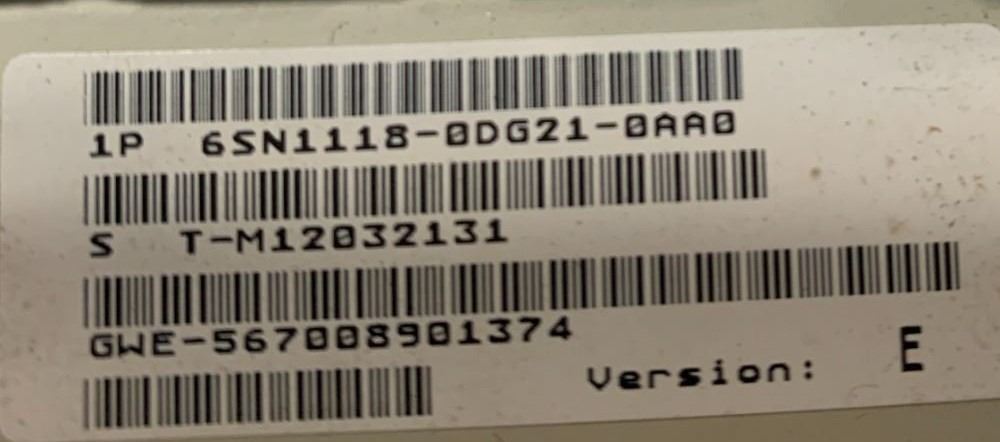 1P 6SN1118-0DG21-0AA0
S T-M12032131
GWE-567008901374
Version: E